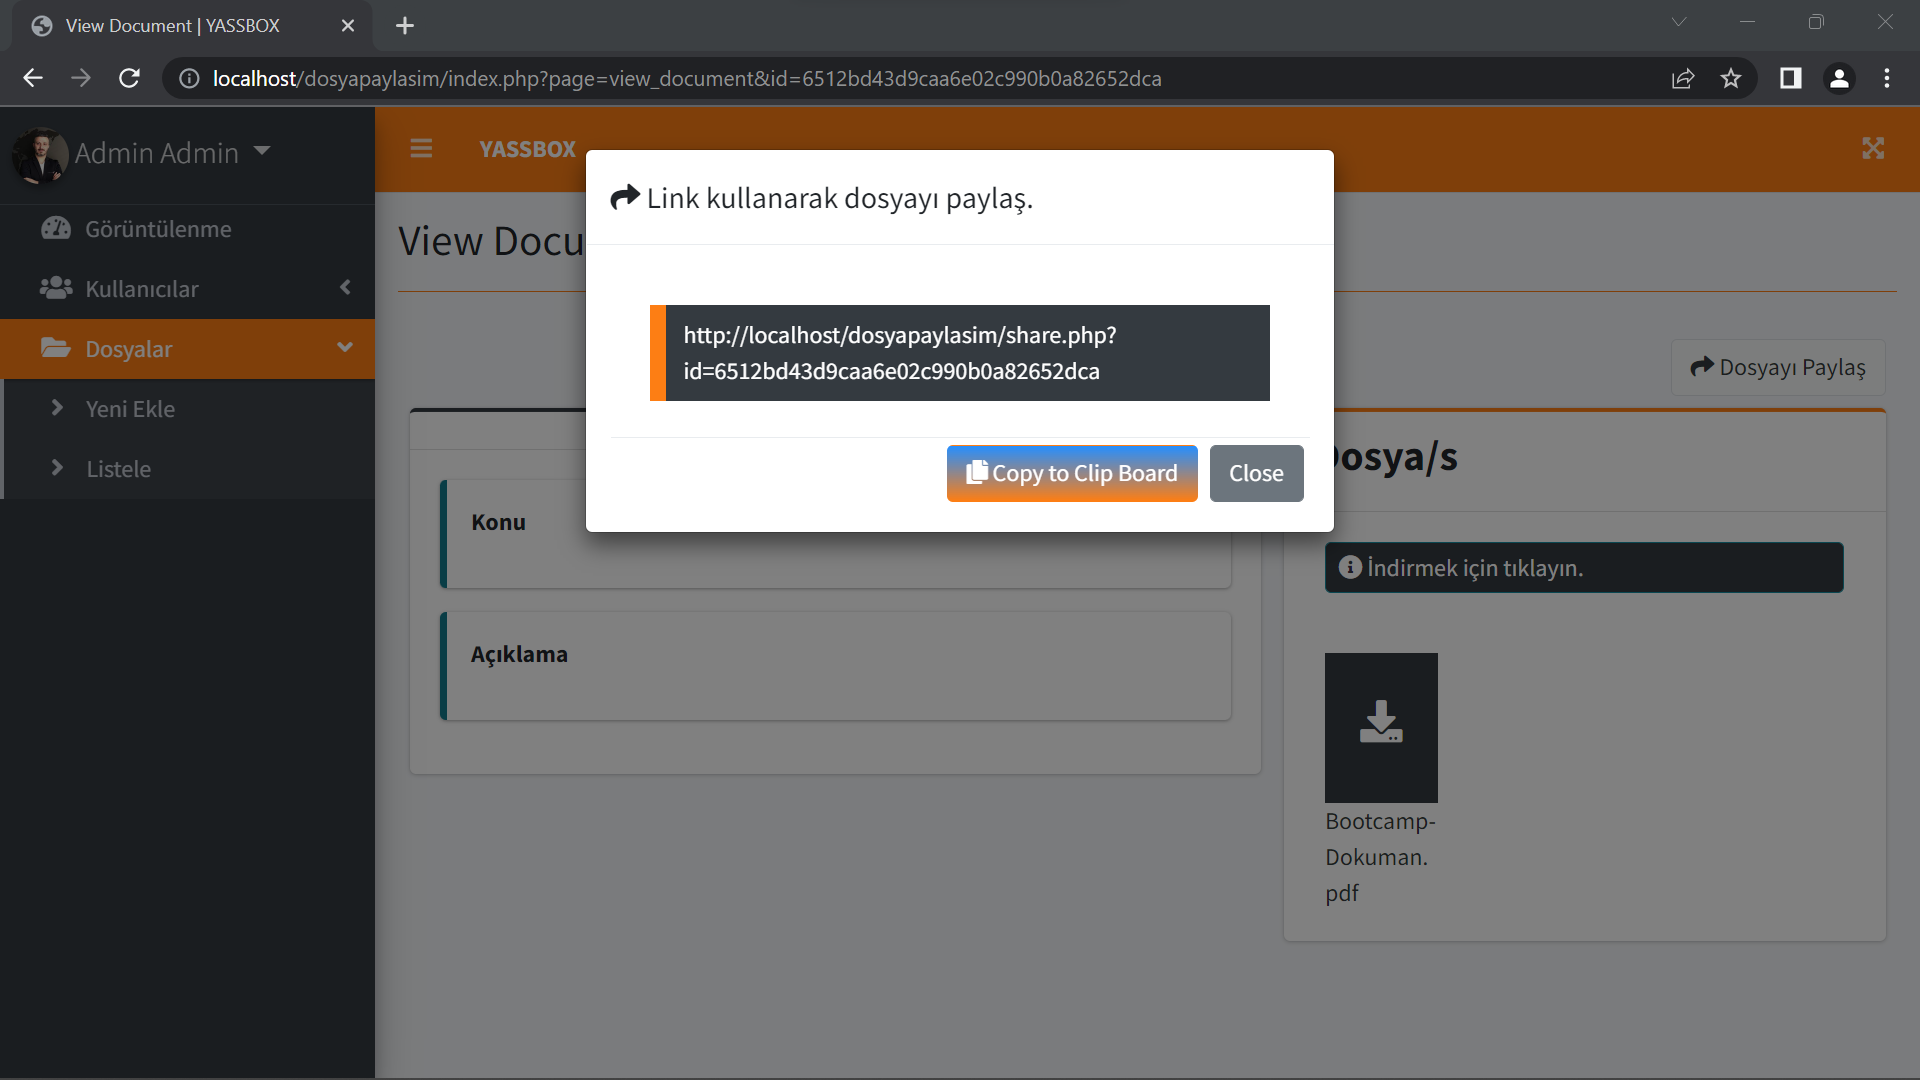 View Document | YASSBOX
localhost/dosyapaylasim/index.php?page=view_document&id=6512bd43d9caa6e02c990b0a82652dca
Admin Admin
YASSBOX
Görüntülenme
Kullanıcılar
Dosyalar
Yeni Ekle
Listele
View Docu
Link kullanarak dosyayı paylaş.
http://localhost/dosyapaylasim/share.php?
id=6512bd43d9caa6e02c990b0a82652dca
Copy to Clip Board
Close
Dosyayı Paylaş
Konu
Açıklama
Dosya/s
İndirmek için tıklayın.
Bootcamp-
Dokuman.
pdf